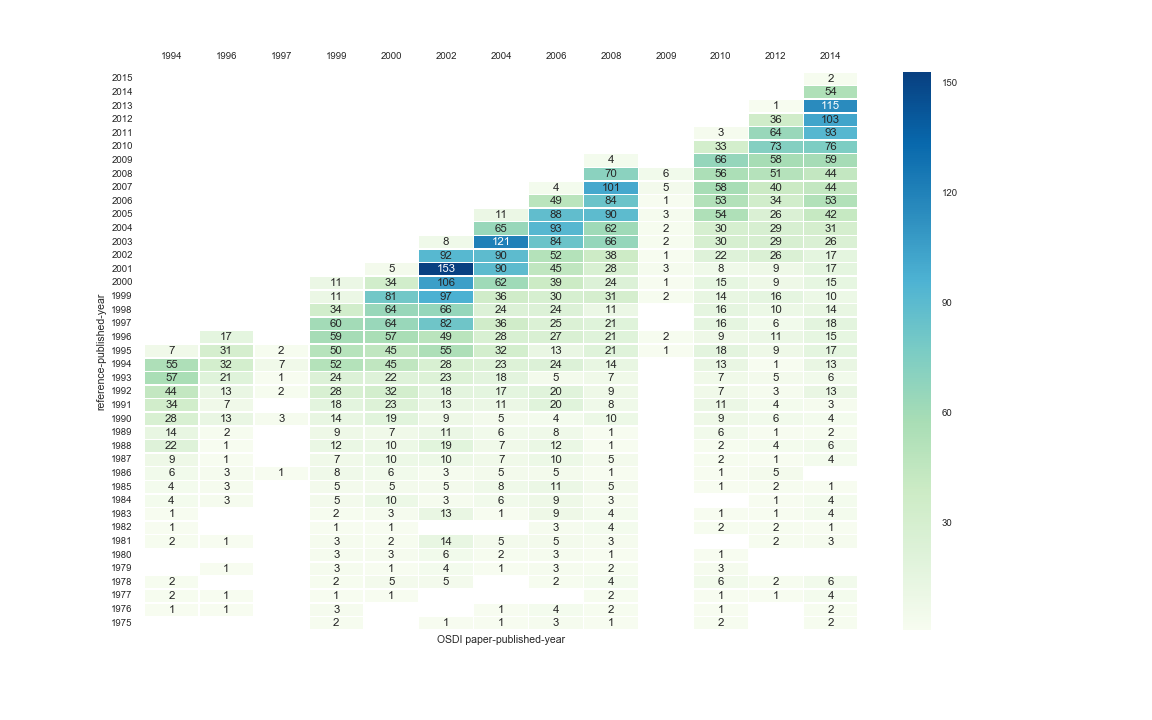 1994 1996 1997 1999 2000 2002 2004 2006 2008 2009 2010 2012 2014
2015 2
2014 54
2013 1 115
2012 36 103
2011 3 64 93
2010 33 73 76
2009 4 66 58 59
2008 70 6 56 51 44
2007 4 101 5 58 40 44
2006 49 84 1 53 34 53
2005 11 88 90 3 54 26 42
2004 65 93 62 2 30 29 31
2003 8 121 84 66 2 30 29 26
2002 92 90 52 38 1 22 26 17
2001 5 153 90 45 28 3 8 9 17
2000 11 34 106 62 39 24 1 15 9 15
1999 11 81 97 36 30 31 2 14 16 10
1998 34 64 66 24 24 11 16 10 14
1997 60 64 82 36 25 21 16 6 18
1996 17 59 57 49 28 27 21 2 9 11 15
1995 7 31 2 50 45 55 32 13 21 1 18 9 17
1994 55 32 7 52 45 28 23 24 14 13 1 13
1993 57 21 1 24 22 23 18 5 7 7 5 6
1992 44 13 2 28 32 18 17 20 9 7 3 13
1991 34 7 18 23 13 11 20 8 11 4 3
1990 28 13 3 14 19 9 5 4 10 9 6 4
1989 14 2 9 7 11 6 8 1 6 1 2
1988 22 1 12 10 19 7 12 1 2 4 6
1987 9 1 7 10 10 7 10 5 2 1 4
1986 6 3 1 8 6 3 5 5 1 1 5
1985 4 3 5 5 5 8 11 5 1 2 1
1984 4 3 5 10 3 6 9 3 1 4
1983 1 2 3 13 1 9 4 1 1 4
1982 1 1 1 3 4 2 2 1
1981 2 1 3 2 14 5 5 3 2 3
1980 3 3 6 2 3 1 1
1979 1 3 1 4 1 3 2 3
1978 2 2 5 5 2 4 6 2 6
1977 2 1 1 1 2 1 1 4
1976 1 1 3 1 4 2 1 2
1975 2 1 1 3 1 2 2
reference-published-year
OSDI paper-published-year
150
120
90
60
30